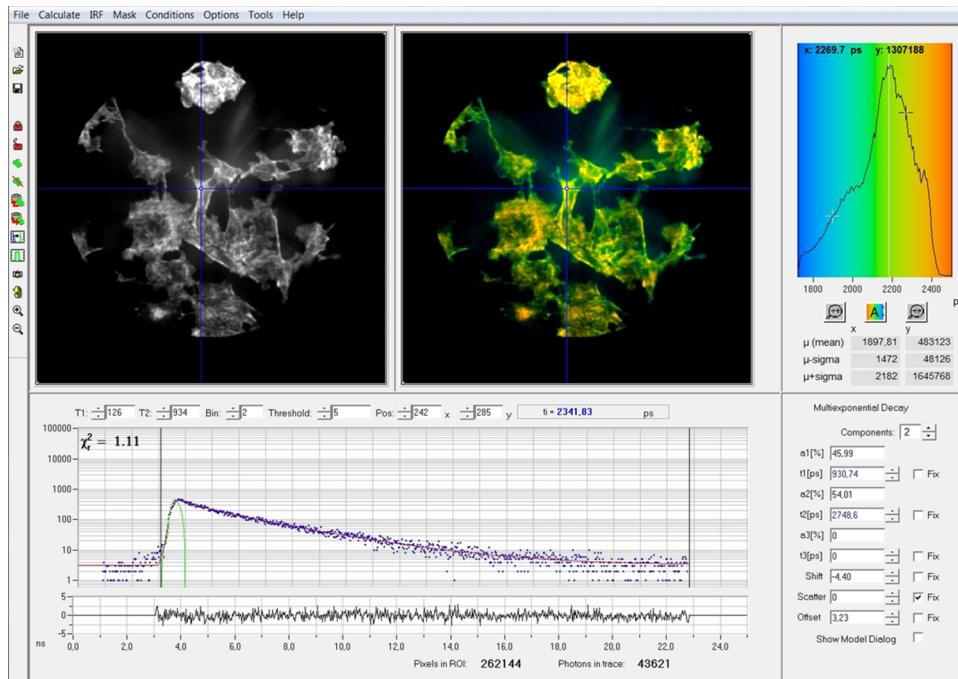 File Calculate IRF Mask Conditions Options Tools Help
x: 2269.7 ps y: 1307188
1800 2000 2200 2400 p
A
x y
μ (mean) 1897,81 483123
μ-sigma 1472 48126
μ+sigma 2182 1645768
T1: 126 T2: 934 Bin: 2 Threshold: 5 Pos: 242 x 285 y ti = 2341,83 ps
χ²r = 1.11
100000
10000
1000
100
10
1
5
0
-5
ns 0,0 2,0 4,0 6,0 8,0 10,0 12,0 14,0 16,0 18,0 20,0 22,0 24,0
Pixels in ROI: 262144 Photons in trace: 43621
Multiexponential Decay
Components: 2
a1[%] 45,99
t1[ps] 930,74 Fix
a2[%] 54,01
t2[ps] 2748,6 Fix
a3[%] 0
t3[ps] 0 Fix
Shift -4,40 Fix
Scatter 0 Fix
Offset 3,23 Fix
Show Model Dialog